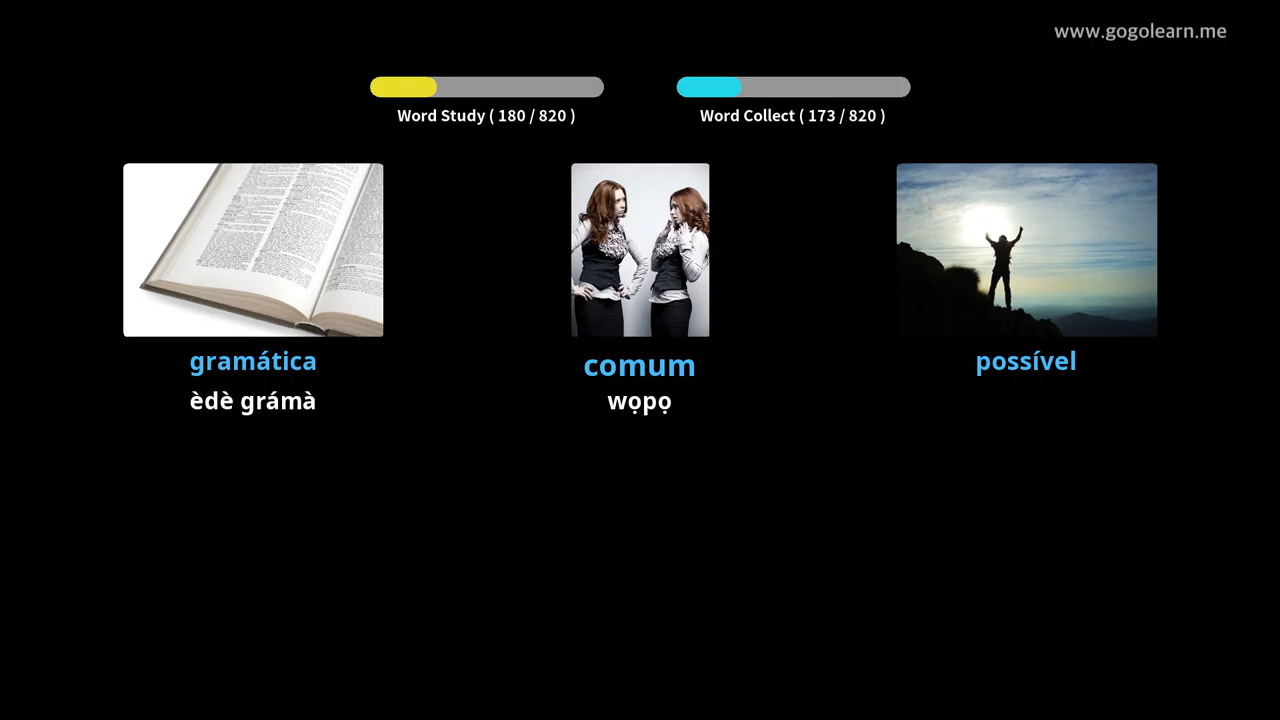 www.gogolearn.me
Word Study ( 180 / 820 )
Word Collect ( 173 / 820 )
gramática
èdè grámà
comum
wọpọ
possível